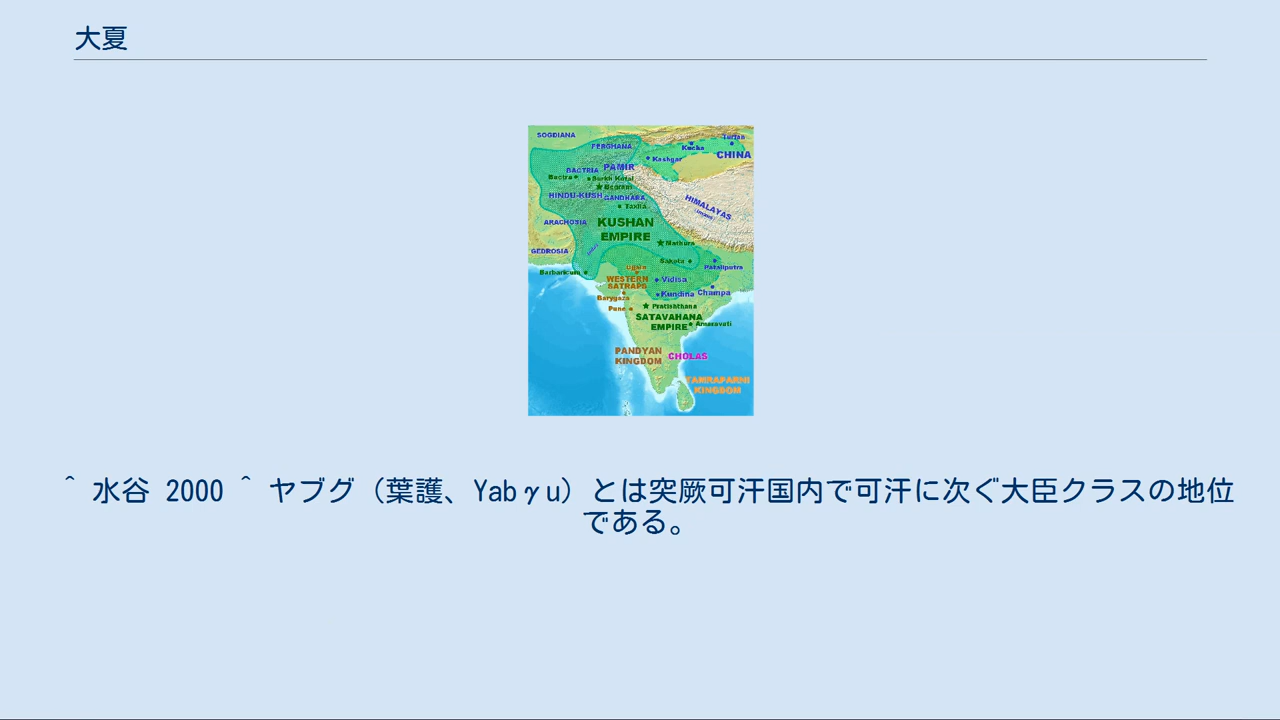 大夏
SOGDIANA
Turfan
FERGHANA
Kucha
CHINA
Kashgar
BACTRIA
PAMIR
Bactra
Surkh Kotal
Begram
HINDU-KUSH
GANDHARA
Taxila
HIMALAYAS
ARACHOSIA
KUSHAN
EMPIRE
Mathura
GEDROSIA
Saketa
Pataliputra
Barbaricum
Ujjain
WESTERN
SATRAPS
Vidisa
Kundina
Champa
Barygaza
Pratishthana
Pune
SATAVAHANA
EMPIRE
Amaravati
PANDYAN
KINGDOM
CHOLAS
TAMRAPARNI
KINGDOM
^ 水谷 2000 ^ ヤブグ（葉護、Yabγu）とは突厥可汗国内で可汗に次ぐ大臣クラスの地位
である。